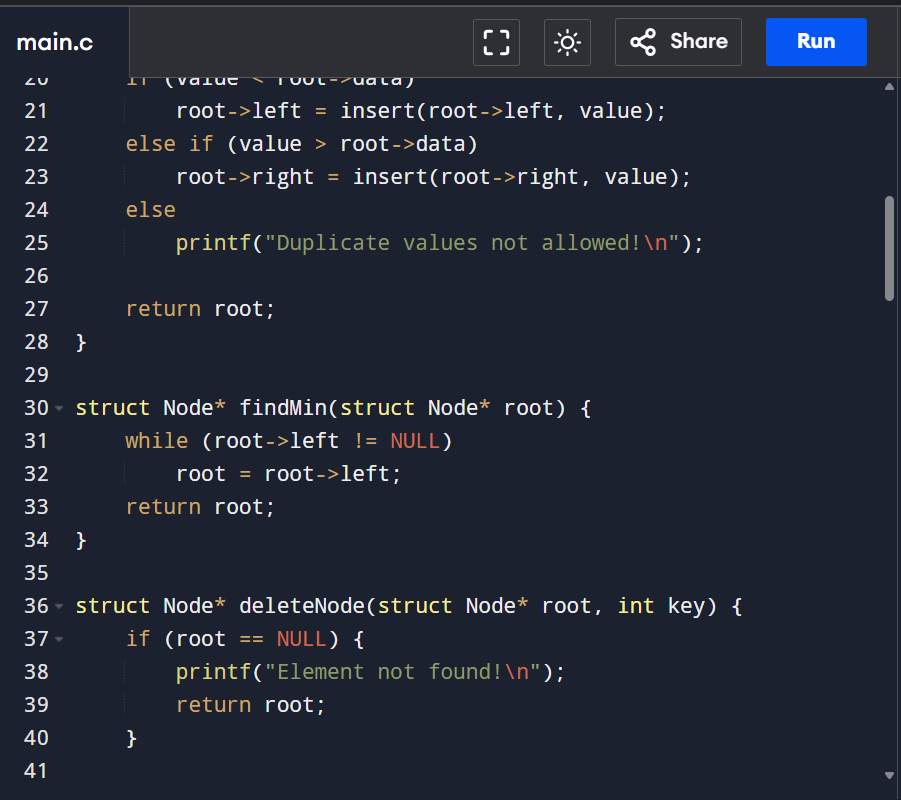 main.c
Share
Run
20 if (value < root->data)
21 root->left = insert(root->left, value);
22 else if (value > root->data)
23 root->right = insert(root->right, value);
24 else
25 printf("Duplicate values not allowed!\n");
26
27 return root;
28 }
29
30 struct Node* findMin(struct Node* root) {
31 while (root->left != NULL)
32 root = root->left;
33 return root;
34 }
35
36 struct Node* deleteNode(struct Node* root, int key) {
37 if (root == NULL) {
38 printf("Element not found!\n");
39 return root;
40 }
41